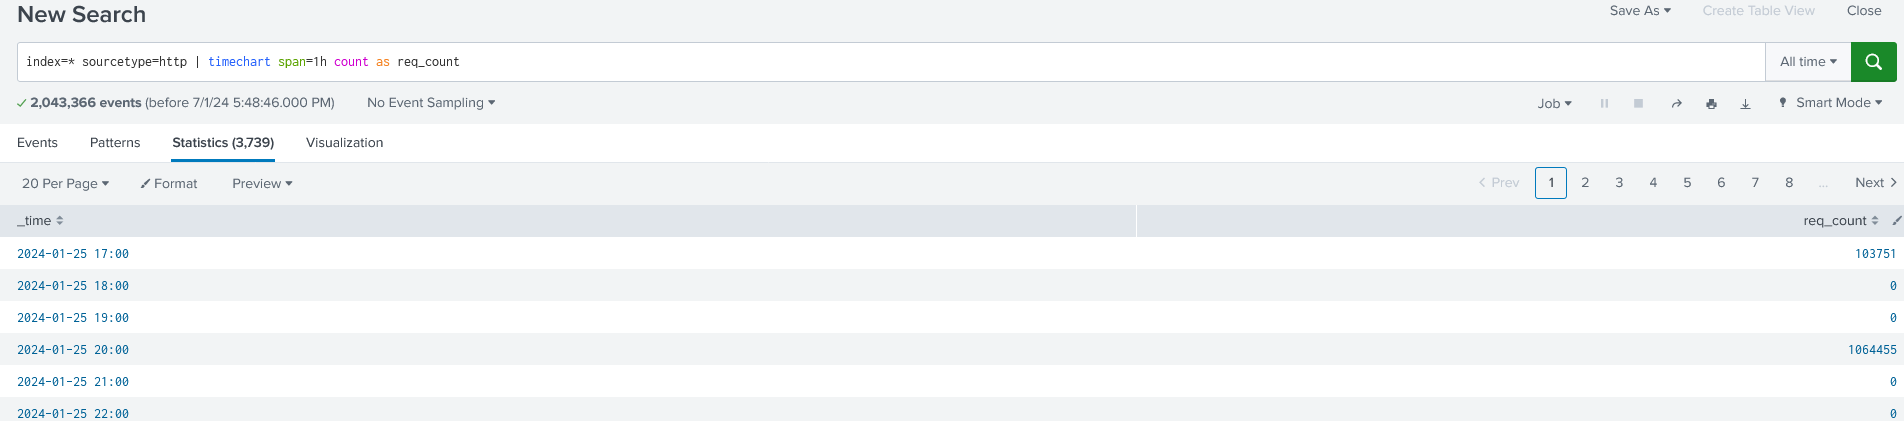 New Search
Save As Create Table View Close
index=* sourcetype=http | timechart span=1h count as req_count
All time
2,043,366 events (before 7/1/24 5:48:46.000 PM) No Event Sampling
Job Smart Mode
Events Patterns Statistics (3,739) Visualization
20 Per Page Format Preview
< Prev 1 2 3 4 5 6 7 8 ... Next >
_time req_count
2024-01-25 17:00 103751
2024-01-25 18:00 0
2024-01-25 19:00 0
2024-01-25 20:00 1064455
2024-01-25 21:00 0
2024-01-25 22:00 0